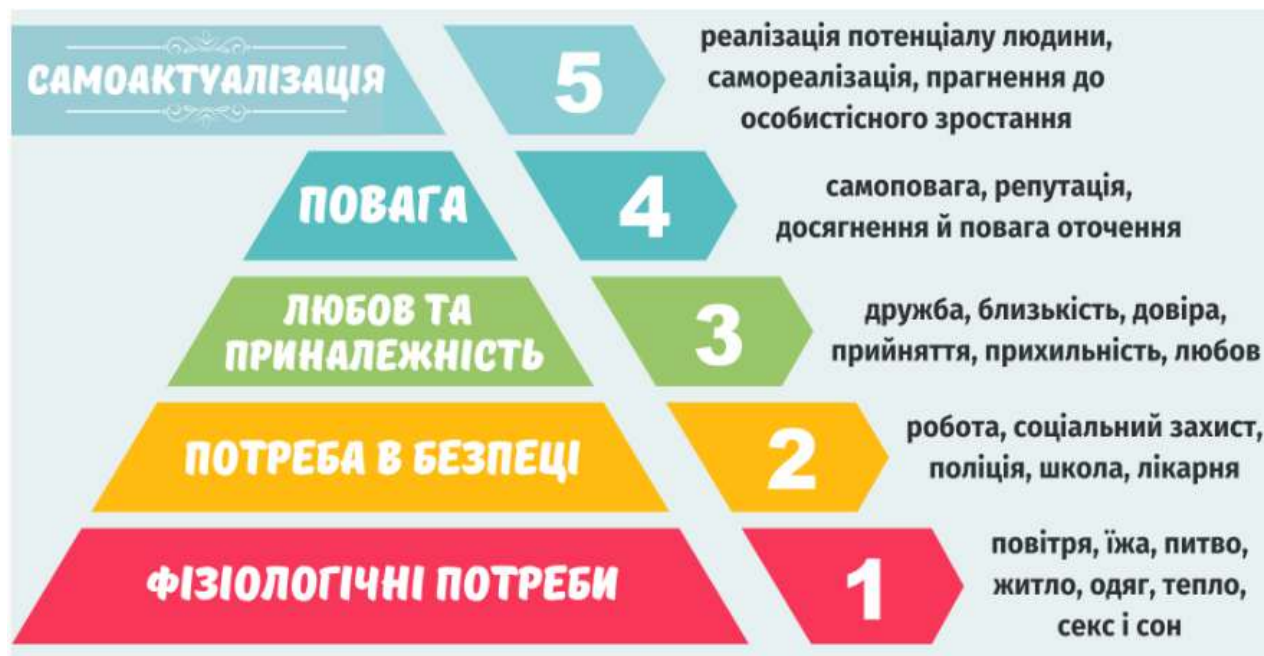 САМОАКТУАЛІЗАЦІЯ
5
реалізація потенціалу людини,
самореалізація, прагнення до
особистісного зростання
ПОВАГА
4
самоповага, репутація,
досягнення й повага оточення
ЛЮБОВ ТА
ПРИНАЛЕЖНІСТЬ
3
дружба, близькість, довіра,
прийняття, прихильність, любов
ПОТРЕБА В БЕЗПЕЦІ
2
робота, соціальний захист,
поліція, школа, лікарня
ФІЗІОЛОГІЧНІ ПОТРЕБИ
1
повітря, їжа, питво,
житло, одяг, тепло,
секс і сон